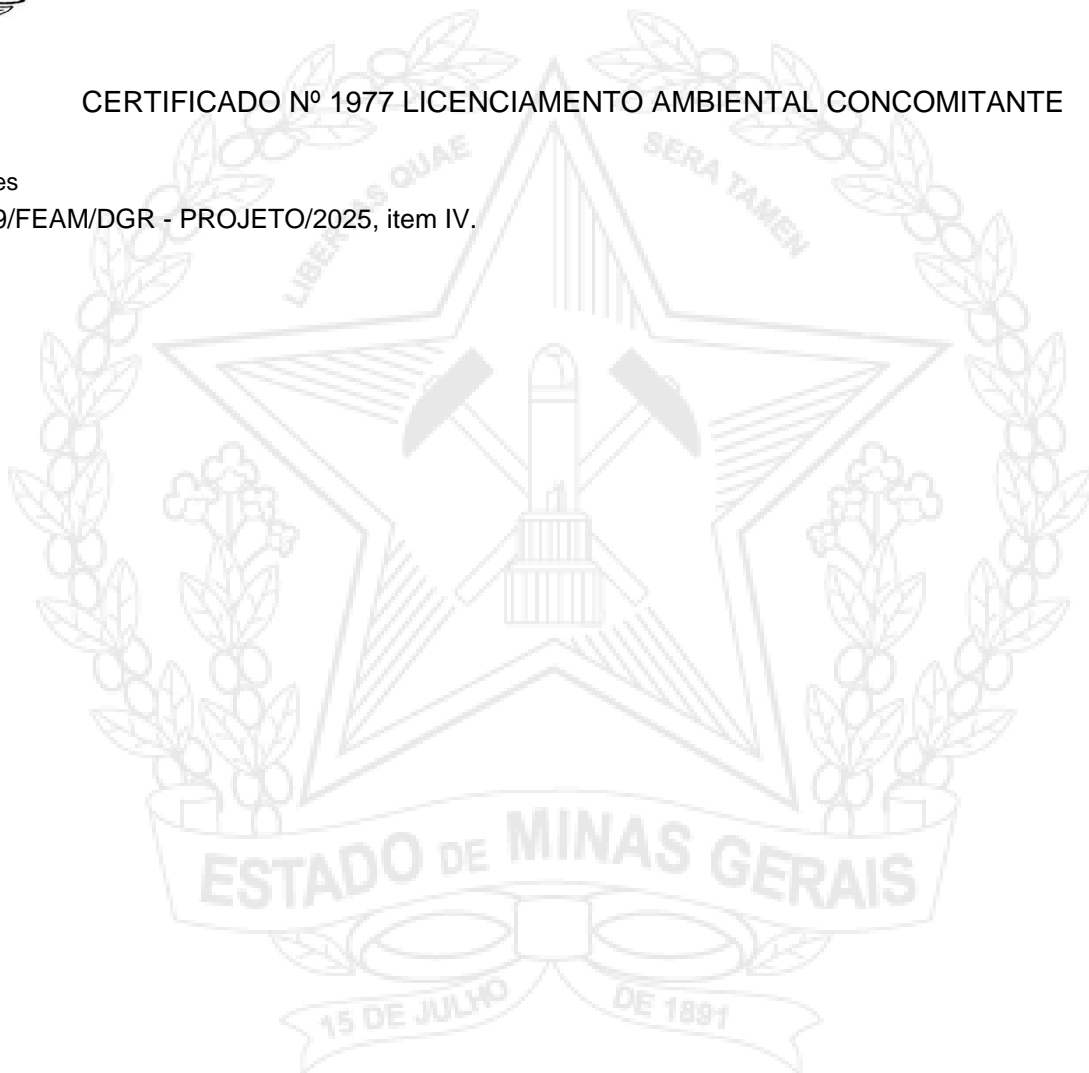 CERTIFICADO Nº 1977 LICENCIAMENTO AMBIENTAL CONCOMITANTE
es
9/FEAM/DGR - PROJETO/2025, item IV.
LIBERTAS QUAE SERA TAMEN
ESTADO DE MINAS GERAIS
15 DE JULHO DE 1891